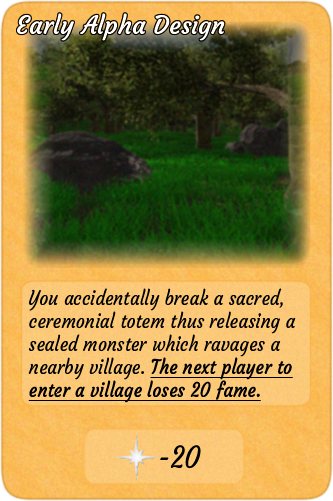 Early Alpha Design
You accidentally break a sacred,
ceremonial totem thus releasing a
sealed monster which ravages a
nearby village. The next player to
enter a village loses 20 fame.
-20